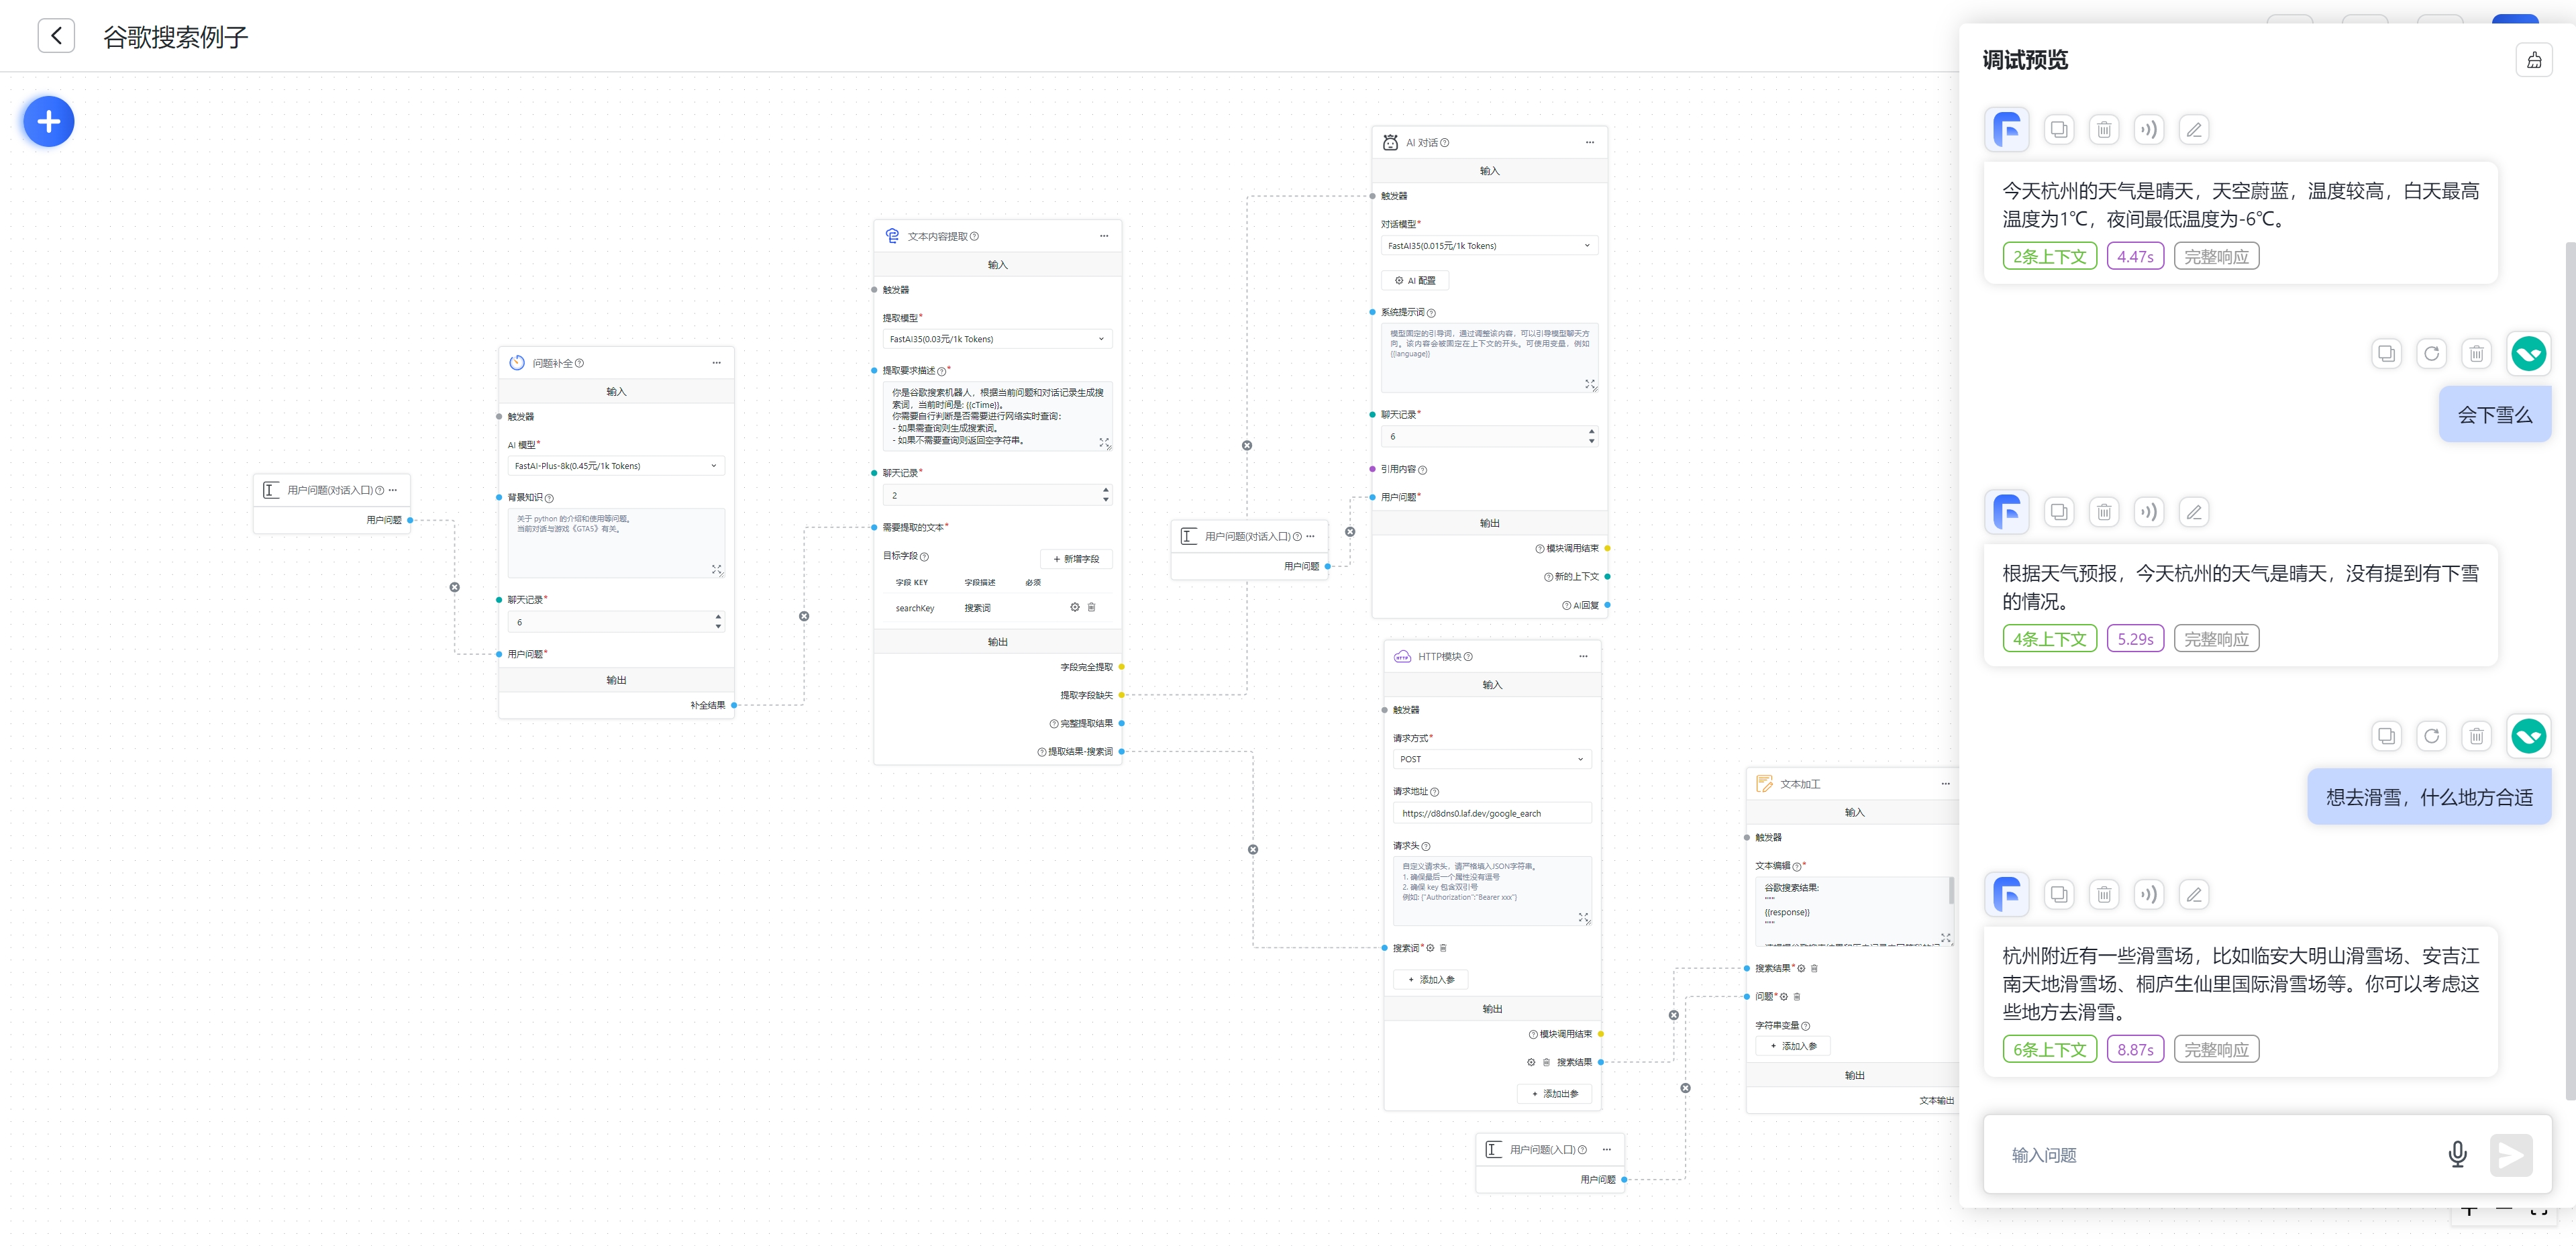 谷歌搜索例子
用户问题(对话入口)
用户问题
问题补全
输入
触发器
AI 模型*
FastAI-Plus-8k(0.45元/1k Tokens)
背景知识
关于 python 的介绍和使用等问题。
当前对话与游戏《GTA5》有关。
聊天记录*
6
用户问题*
输出
补全结果
文本内容提取
输入
触发器
提取模型*
FastAI35(0.03元/1k Tokens)
提取要求描述*
你是谷歌搜索机器人，根据当前问题和对话记录生成搜
索词，当前时间是: {{cTime}}。
你需要自行判断是否需要进行网络实时查询:
- 如果需查询则生成搜索词。
- 如果不需要查询则返回空字符串。
聊天记录*
2
需要提取的文本*
目标字段
+ 新增字段
字段 KEY 字段描述 必须
searchKey 搜索词
输出
字段完全提取
提取字段缺失
完整提取结果
提取结果-搜索词
用户问题(对话入口)
用户问题
AI 对话
输入
触发器
对话模型*
FastAI35(0.015元/1k Tokens)
AI 配置
系统提示词
模型固定的引导词，通过调整该内容，可以引导模型聊天方
向。该内容会被固定在上下文的开头。可使用变量，例如
{{language}}
聊天记录*
6
引用内容
用户问题*
输出
模块调用结束
新的上下文
AI回复
HTTP模块
输入
触发器
请求方式*
POST
请求地址
https://d8dns0.laf.dev/google_earch
请求头
自定义请求头，请严格填入JSON字符串。
1. 确保最后一个属性没有逗号
2. 确保 key 包含双引号
例如: {"Authorization":"Bearer xxx"}
搜索词*
+ 添加入参
输出
模块调用结束
搜索结果
+ 添加出参
用户问题(入口)
用户问题
文本加工
输入
触发器
文本编辑*
谷歌搜索结果:
"""
{{response}}
"""
搜索结果*
问题*
字符串变量
+ 添加入参
输出
文本输出
调试预览
今天杭州的天气是晴天，天空蔚蓝，温度较高，白天最高
温度为1℃，夜间最低温度为-6℃。
2条上下文 4.47s 完整响应
会下雪么
根据天气预报，今天杭州的天气是晴天，没有提到有下雪
的情况。
4条上下文 5.29s 完整响应
想去滑雪，什么地方合适
杭州附近有一些滑雪场，比如临安大明山滑雪场、安吉江
南天地滑雪场、桐庐生仙里国际滑雪场等。你可以考虑这
些地方去滑雪。
6条上下文 8.87s 完整响应
输入问题